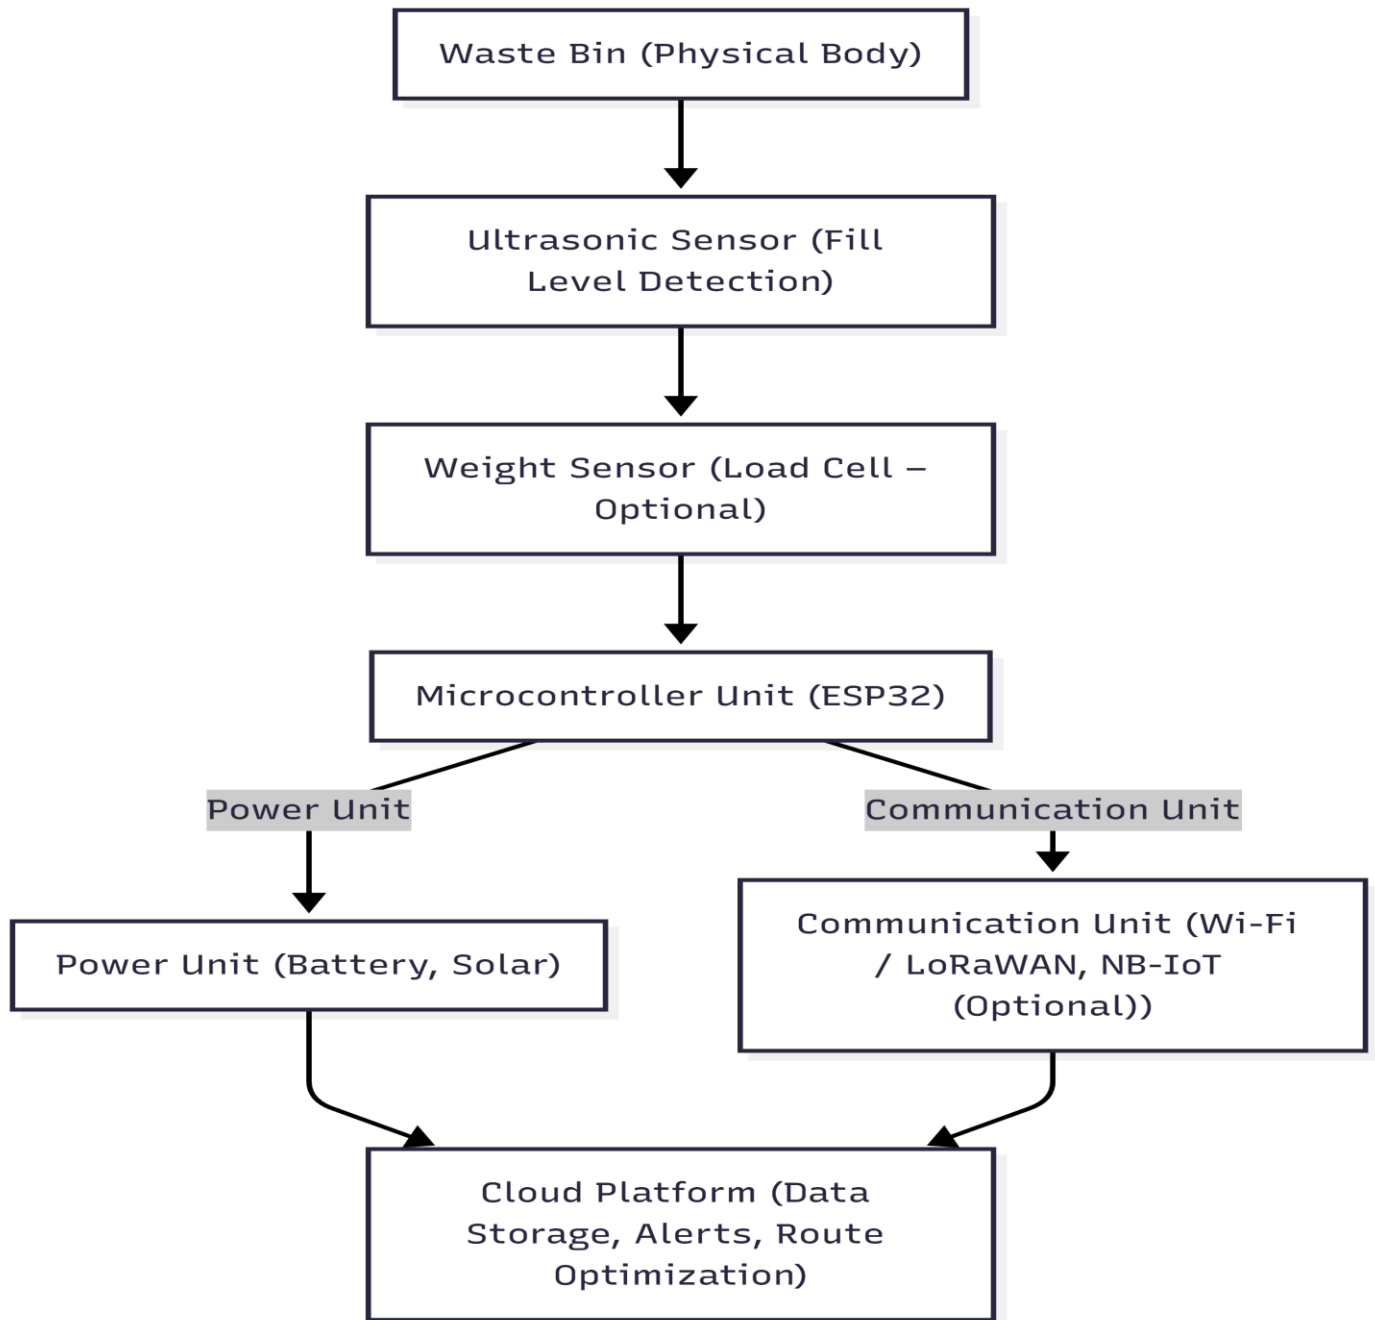 Waste Bin (Physical Body)
Ultrasonic Sensor (Fill
Level Detection)
Weight Sensor (Load Cell –
Optional)
Microcontroller Unit (ESP32)
Power Unit
Communication Unit
Power Unit (Battery, Solar)
Communication Unit (Wi-Fi
/ LoRaWAN, NB-IoT
(Optional))
Cloud Platform (Data
Storage, Alerts, Route
Optimization)